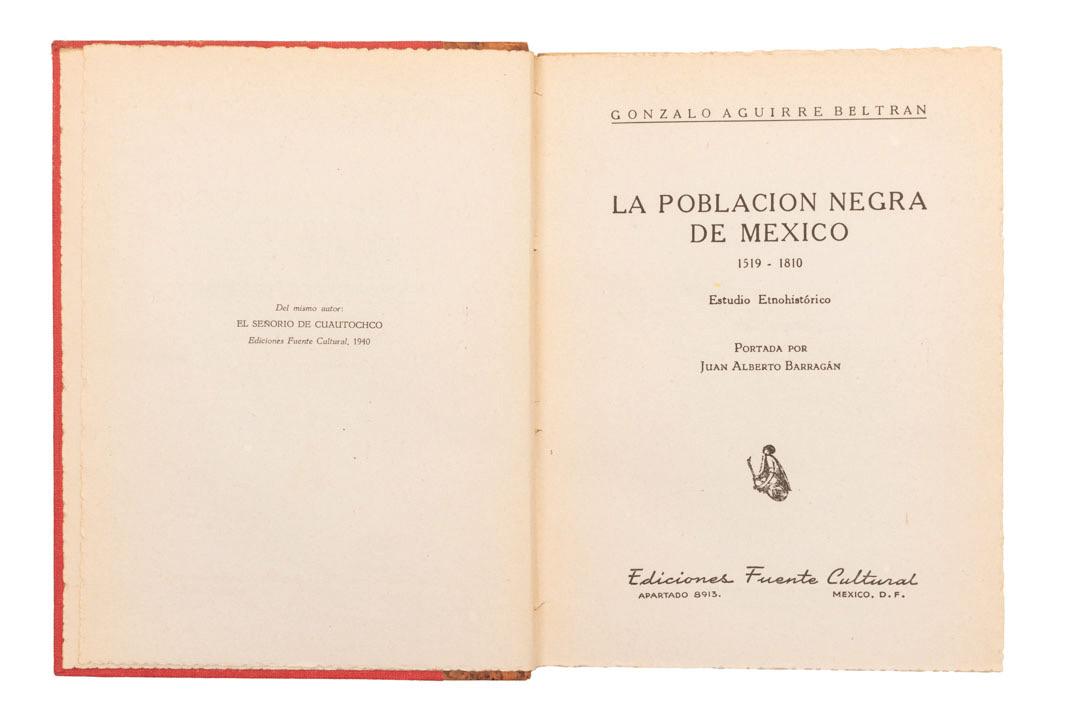 Del mismo autor:
EL SEÑORIO DE CUAUTOCHCO
Ediciones Fuente Cultural, 1940
GONZALO AGUIRRE BELTRAN
LA POBLACION NEGRA
DE MEXICO
1519 - 1810
Estudio Etnohistórico
PORTADA POR
JUAN ALBERTO BARRAGÁN
Ediciones Fuente Cultural
APARTADO 8913. MEXICO, D. F.